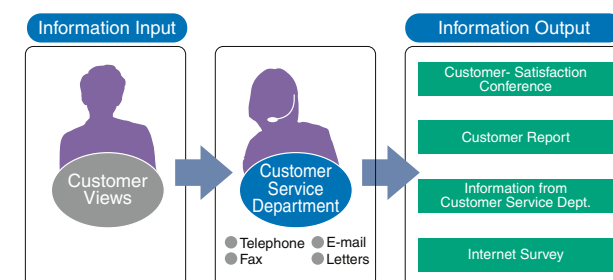 Information Input
Information Output
Customer
Views
Customer
Service
Department
Telephone
E-mail
Fax
Letters
Customer- Satisfaction
Conference
Customer Report
Information from
Customer Service Dept.
Internet Survey